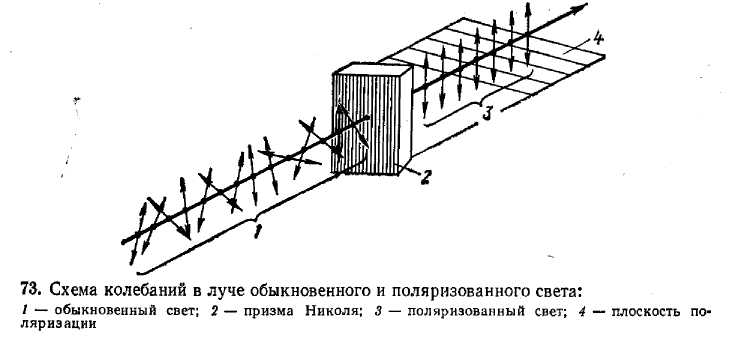 4
3
2
1
73. Схема колебаний в луче обыкновенного и поляризованного света:
1 — обыкновенный свет; 2 — призма Николя; 3 — поляризованный свет; 4 — плоскость по-
ляризации